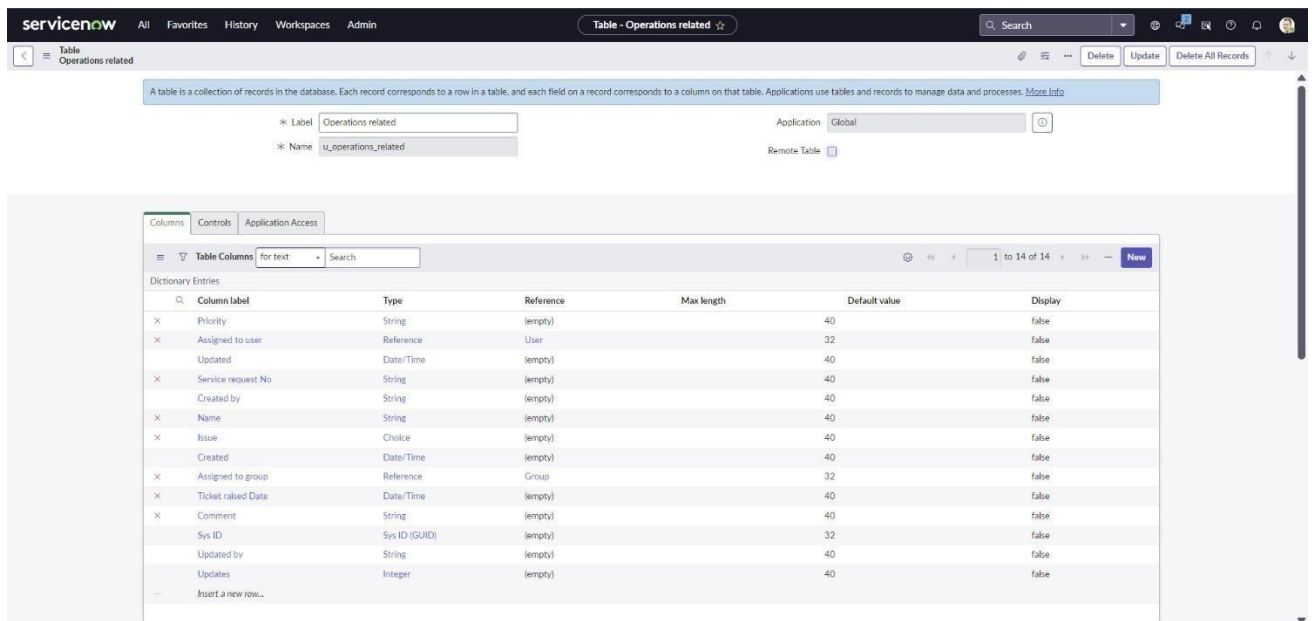 servicenow All Favorites History Workspaces Admin Table - Operations related Search 2
Table
Operations related
Delete Update Delete All Records
A table is a collection of records in the database. Each record corresponds to a row in a table, and each field on a record corresponds to a column on that table. Applications use tables and records to manage data and processes. More Info
Label Operations related Application Global
Name u_operations_related Remote Table
Columns Controls Application Access
Table Columns for text Search 1 to 14 of 14 New
Dictionary Entries
Column label Type Reference Max length Default value Display
Priority String (empty) 40 false
Assigned to user Reference User 32 false
Updated Date/Time (empty) 40 false
Service request No String (empty) 40 false
Created by String (empty) 40 false
Name String (empty) 40 false
Issue Choice (empty) 40 false
Created Date/Time (empty) 40 false
Assigned to group Reference Group 32 false
Ticket raised Date Date/Time (empty) 40 false
Comment String (empty) 40 false
Sys ID Sys ID (GUID) (empty) 32 false
Updated by String (empty) 40 false
Updates Integer (empty) 40 false
Insert a new row...